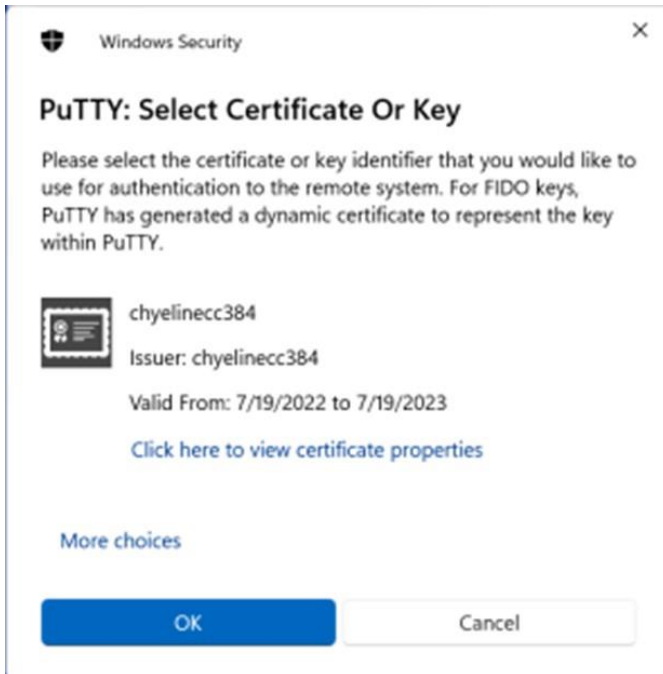 Windows Security
PuTTY: Select Certificate Or Key
Please select the certificate or key identifier that you would like to
use for authentication to the remote system. For FIDO keys,
PuTTY has generated a dynamic certificate to represent the key
within PuTTY.
chyelinecc384
Issuer: chyelinecc384
Valid From: 7/19/2022 to 7/19/2023
Click here to view certificate properties
More choices
OK
Cancel